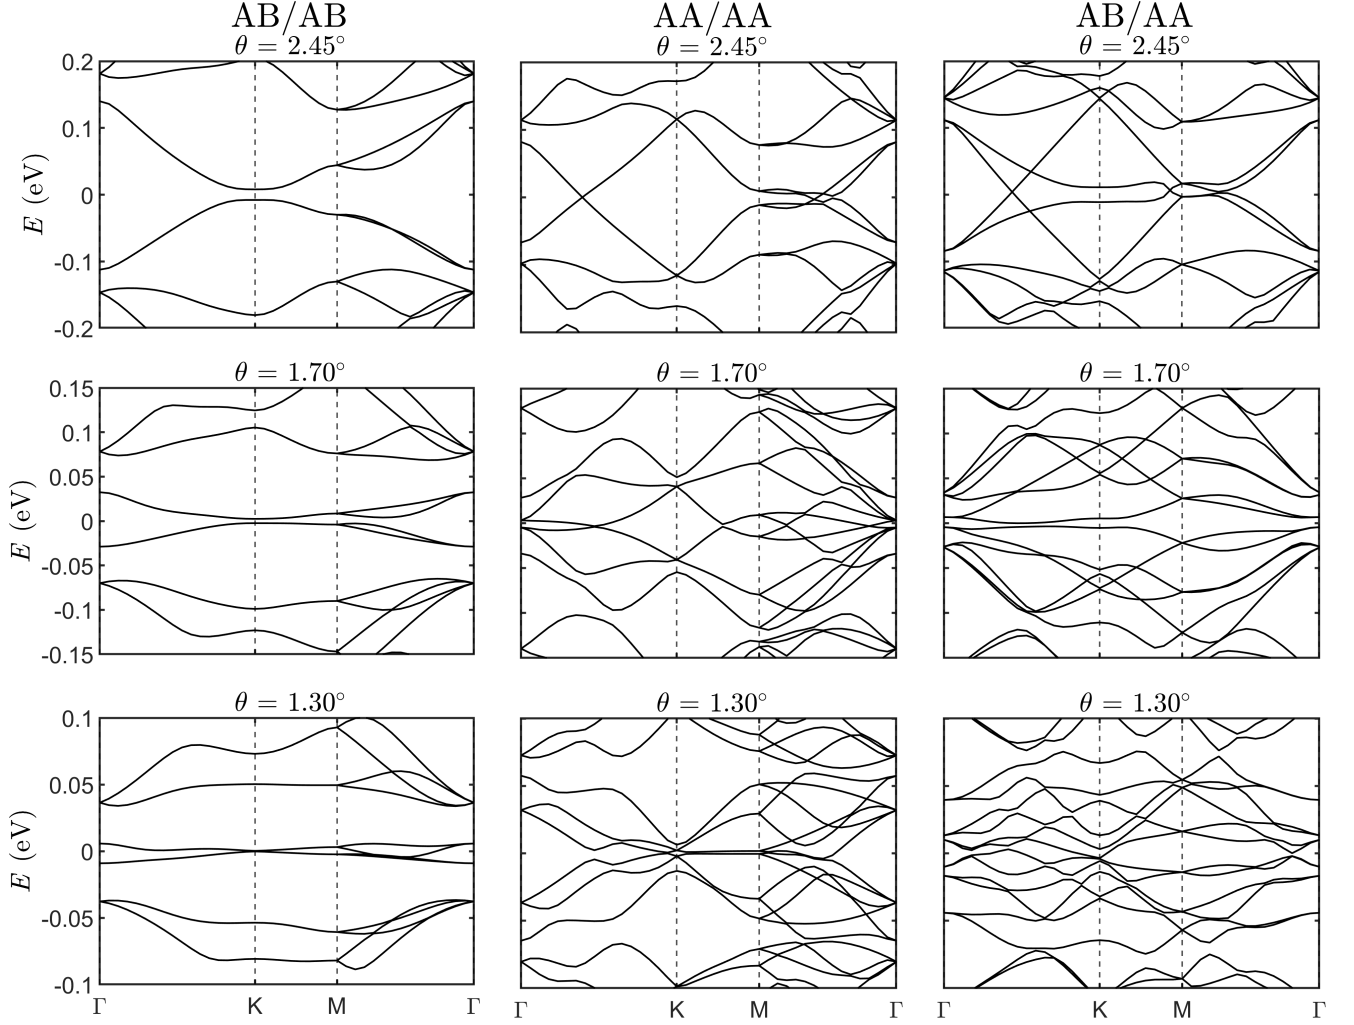 AB/AB AA/AA AB/AA
θ = 2.45° θ = 2.45° θ = 2.45°
0.2
0.1
0
-0.1
-0.2
E (eV)
θ = 1.70° θ = 1.70° θ = 1.70°
0.15
0.1
0.05
0
-0.05
-0.1
-0.15
E (eV)
θ = 1.30° θ = 1.30° θ = 1.30°
0.1
0.05
0
-0.05
-0.1
E (eV)
Γ K M Γ Γ K M Γ Γ K M Γ